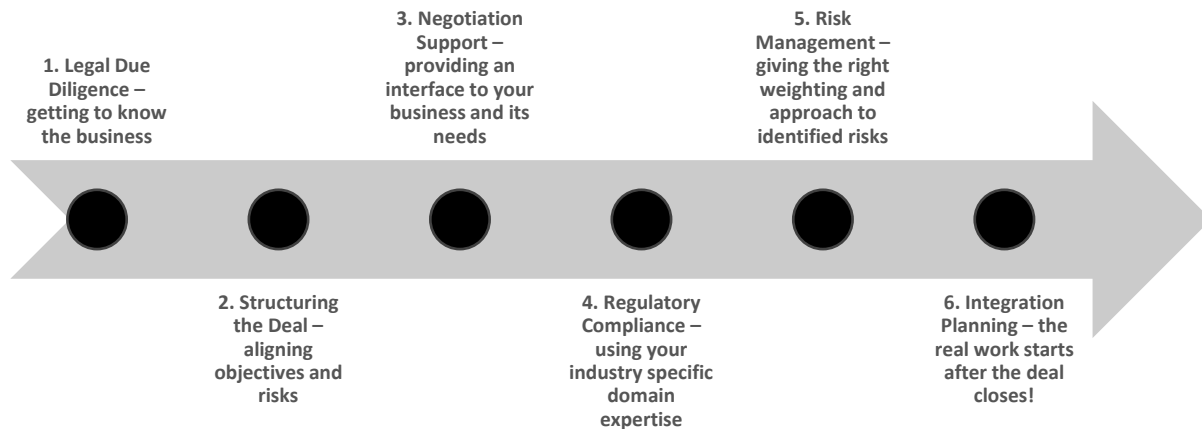 1. Legal Due
Diligence –
getting to know
the business
2. Structuring
the Deal –
aligning
objectives and
risks
3. Negotiation
Support –
providing an
interface to your
business and its
needs
4. Regulatory
Compliance –
using your
industry specific
domain
expertise
5. Risk
Management –
giving the right
weighting and
approach to
identified risks
6. Integration
Planning – the
real work starts
after the deal
closes!